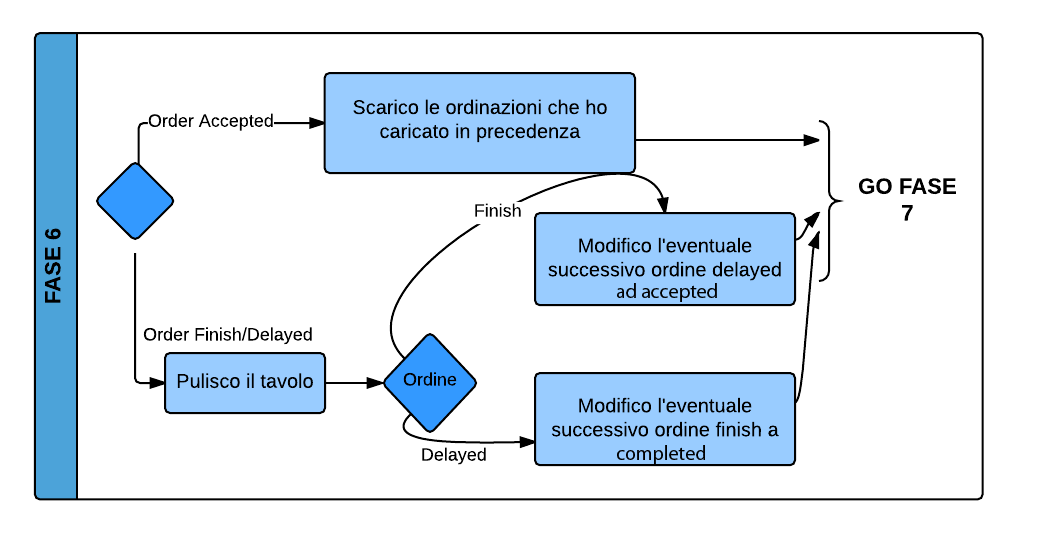 FASE 6
Order Accepted
Scarico le ordinazioni che ho
caricato in precedenza
GO FASE
7
Finish
Modifico l'eventuale
successivo ordine delayed
ad accepted
Order Finish/Delayed
Pulisco il tavolo
Ordine
Modifico l'eventuale
successivo ordine finish a
completed
Delayed